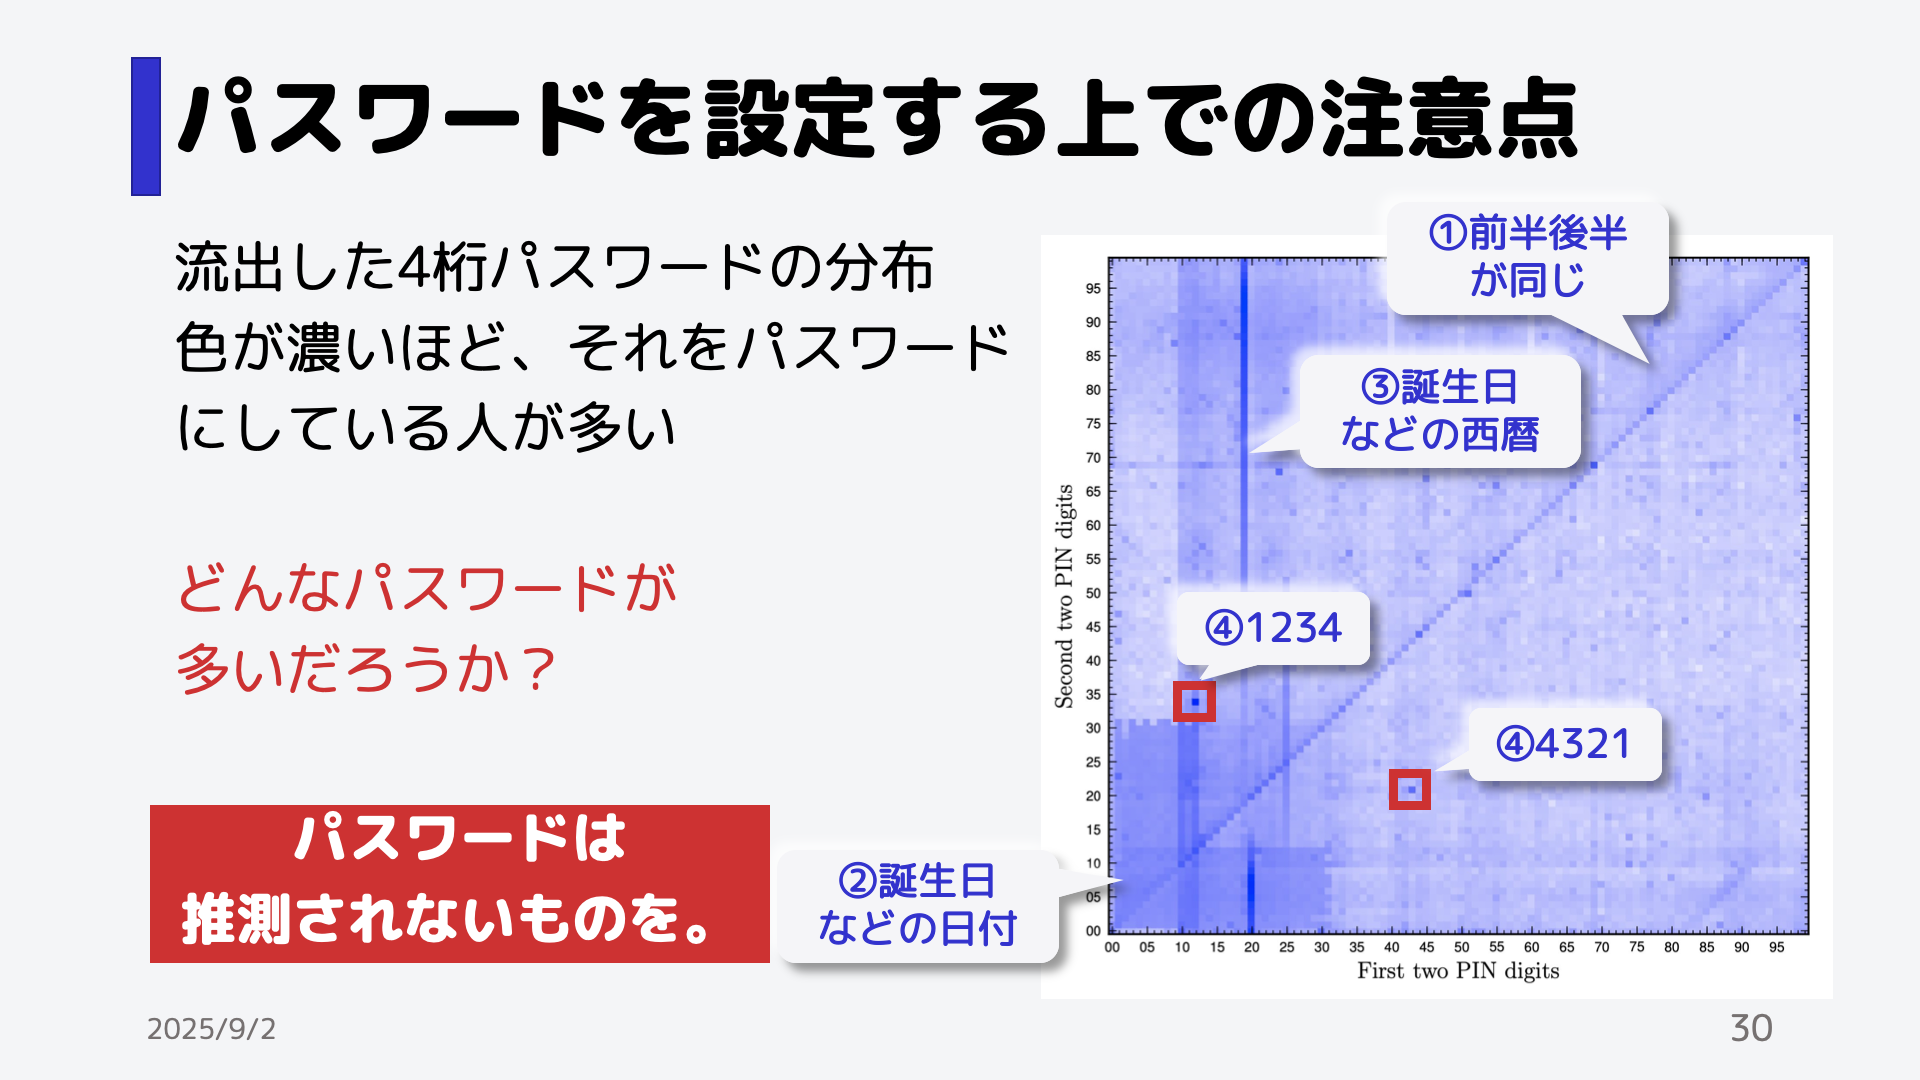 パスワードを設定する上での注意点
流出した4桁パスワードの分布
色が濃いほど、それをパスワード
にしている人が多い
どんなパスワードが
多いだろうか？
パスワードは
推測されないものを。
①前半後半
が同じ
③誕生日
などの西暦
④1234
④4321
②誕生日
などの日付
Second two PIN digits
95
90
85
80
75
70
65
60
55
50
45
40
35
30
25
20
15
10
05
00
00 05 10 15 20 25 30 35 40 45 50 55 60 65 70 75 80 85 90 95
First two PIN digits
2025/9/2
30